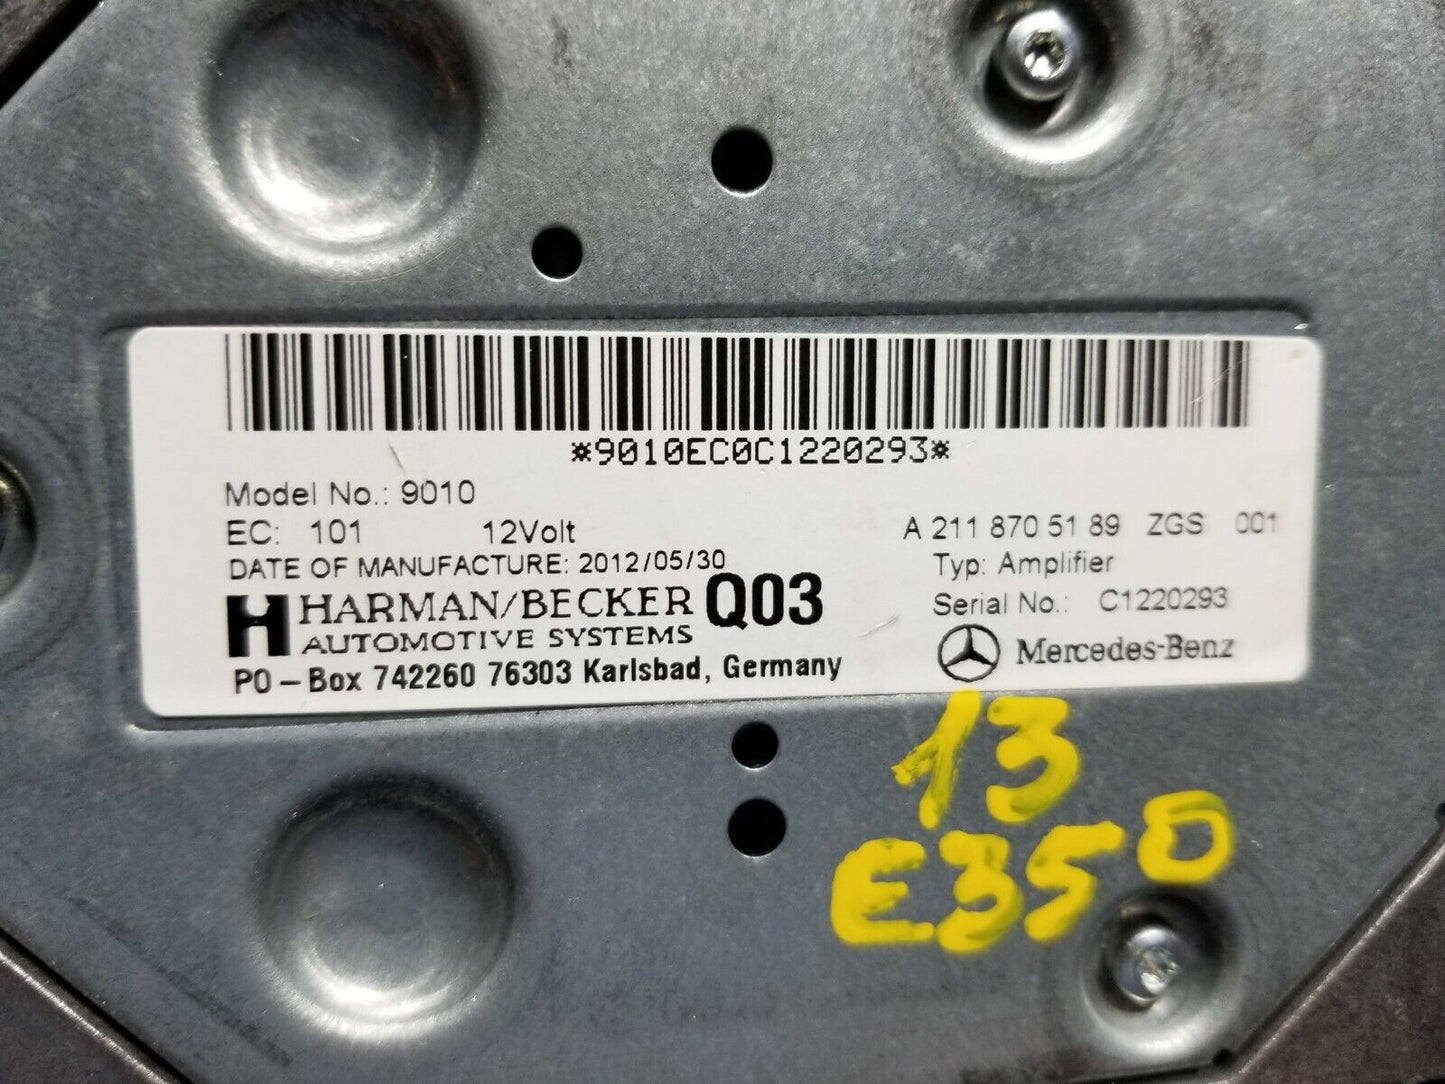 *9010EC0C1220293*
Model No.: 9010
EC: 101 12Volt A 211 870 51 89 ZGS 001
DATE OF MANUFACTURE: 2012/05/30 Typ: Amplifier
HARMAN/BECKER Q03 Serial No.: C1220293
AUTOMOTIVE SYSTEMS Mercedes-Benz
PO - Box 742260 76303 Karlsbad, Germany
13
E350